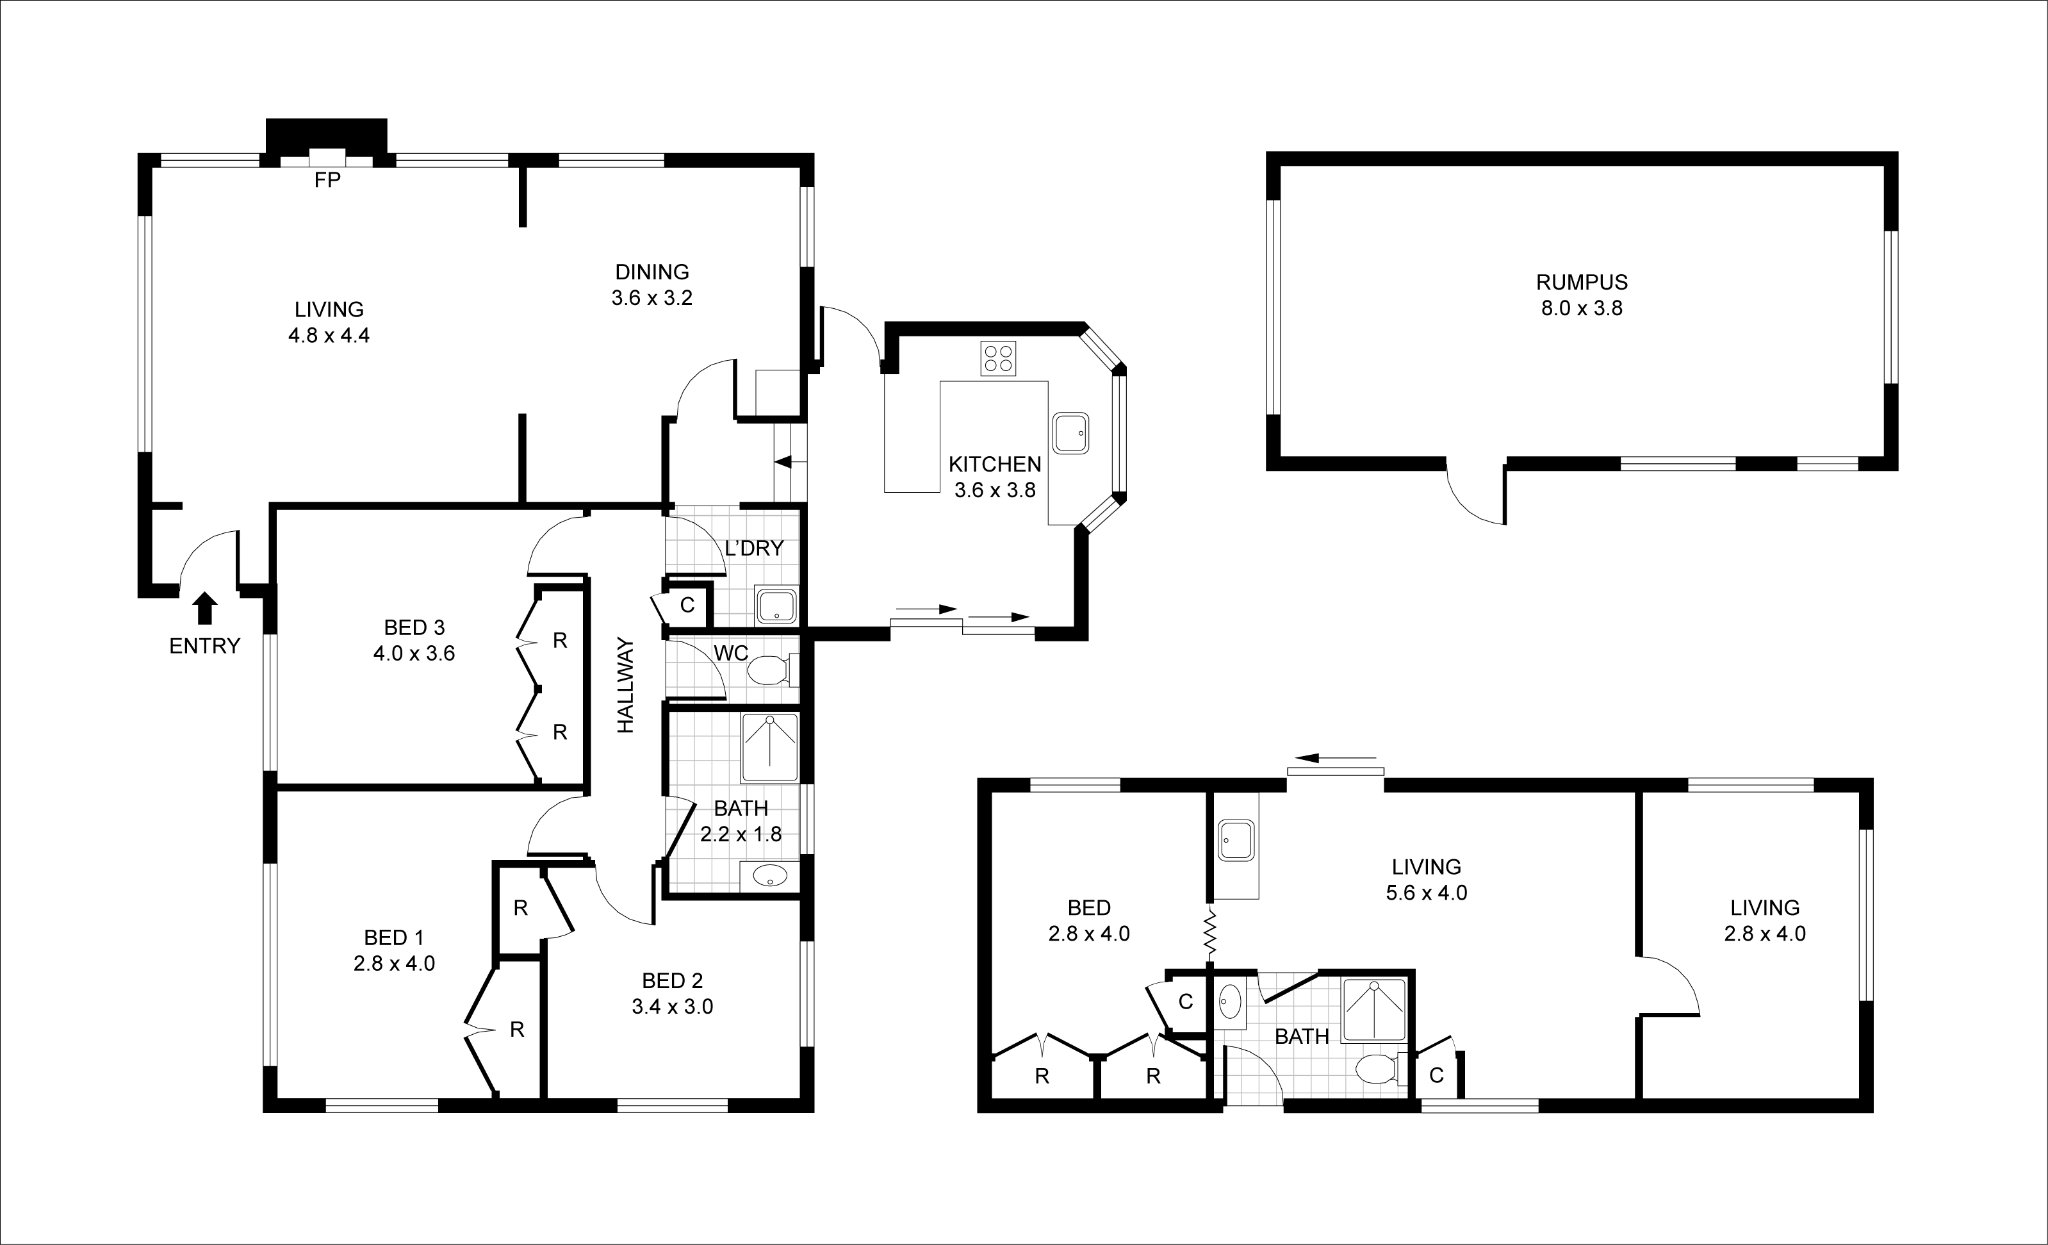 FP
LIVING
4.8 x 4.4
DINING
3.6 x 3.2
KITCHEN
3.6 x 3.8
L'DRY
C
WC
ENTRY
BED 3
4.0 x 3.6
R
R
HALLWAY
BATH
2.2 x 1.8
BED 1
2.8 x 4.0
R
R
BED 2
3.4 x 3.0
RUMPUS
8.0 x 3.8
BED
2.8 x 4.0
C
R
R
LIVING
5.6 x 4.0
BATH
C
LIVING
2.8 x 4.0